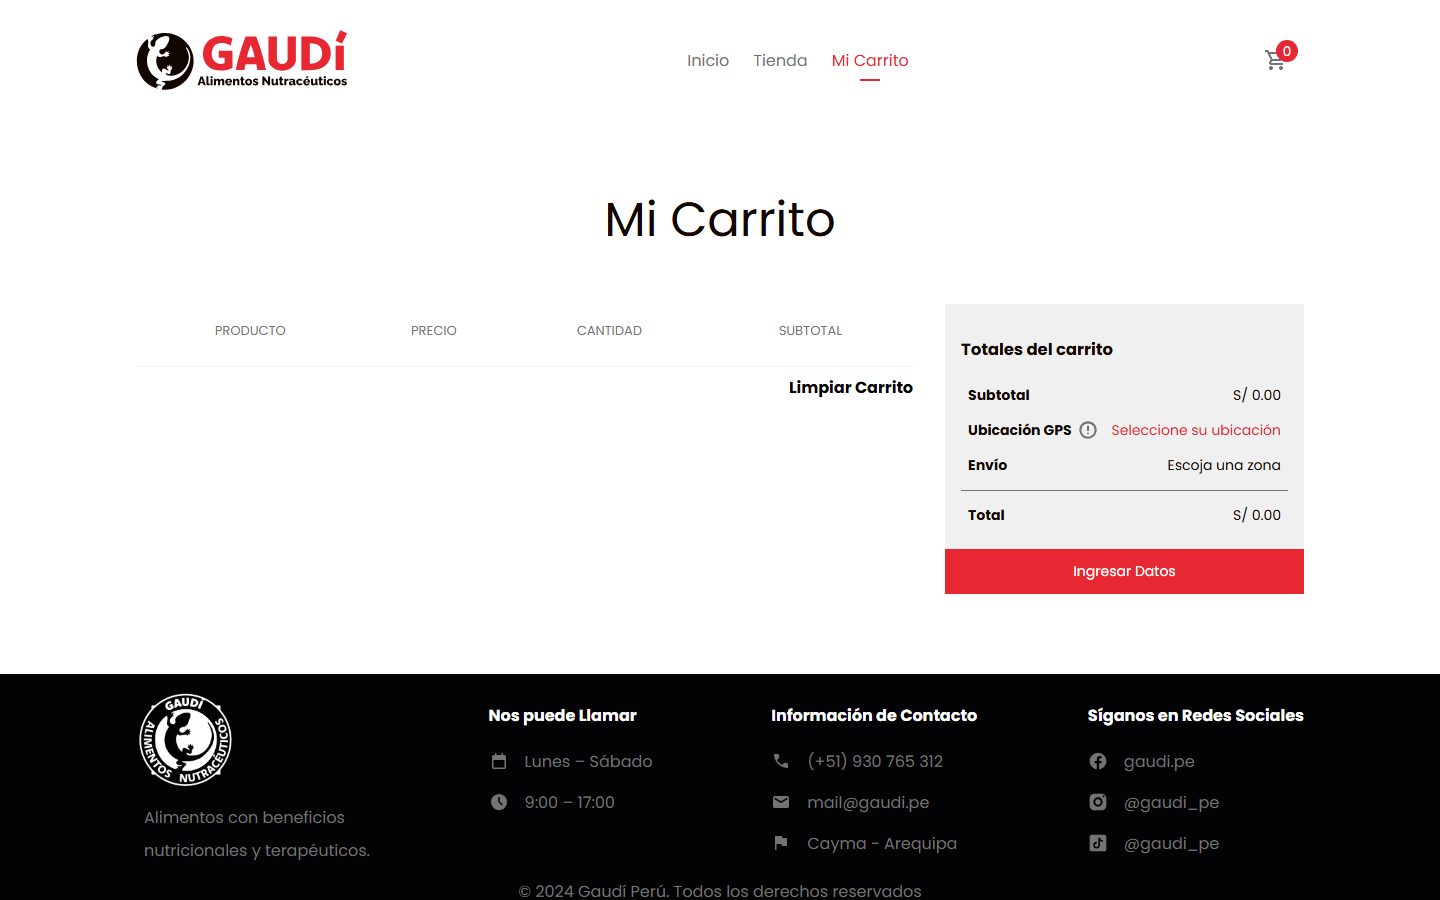 GAUDÍ
Alimentos Nutracéuticos
Inicio Tienda Mi Carrito
0
Mi Carrito
PRODUCTO PRECIO CANTIDAD SUBTOTAL
Limpiar Carrito
Totales del carrito
Subtotal S/ 0.00
Ubicación GPS Seleccione su ubicación
Envío Escoja una zona
Total S/ 0.00
Ingresar Datos
GAUDÍ
ALIMENTOS NUTRACÉUTICOS
Alimentos con beneficios
nutricionales y terapéuticos.
Nos puede Llamar
Lunes – Sábado
9:00 – 17:00
Información de Contacto
(+51) 930 765 312
mail@gaudi.pe
Cayma - Arequipa
Síganos en Redes Sociales
gaudi.pe
@gaudi_pe
@gaudi_pe
© 2024 Gaudí Perú. Todos los derechos reservados